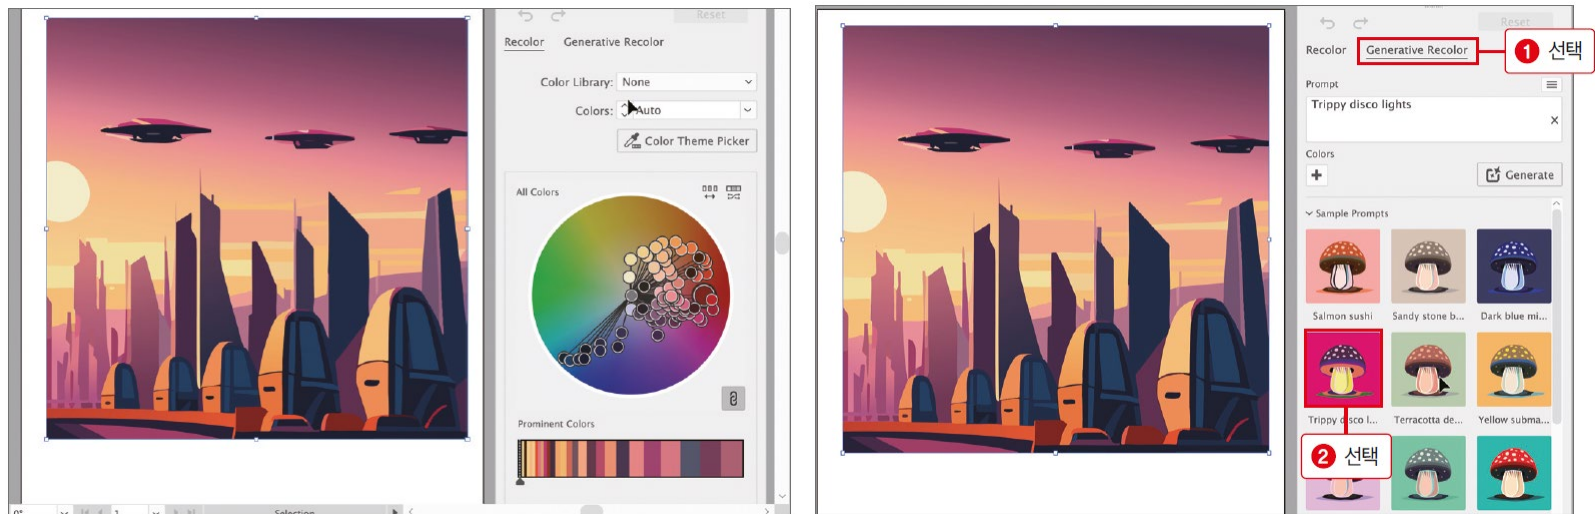 Reset
Recolor Generative Recolor
Color Library: None
Colors: Auto
Color Theme Picker
All Colors
Prominent Colors
0°
1
Selection
Reset
Recolor Generative Recolor
1 선택
Prompt
Trippy disco lights
Colors
Generate
Sample Prompts
Salmon sushi Sandy stone b... Dark blue mi...
Trippy disco l... Terracotta de... Yellow subma...
2 선택